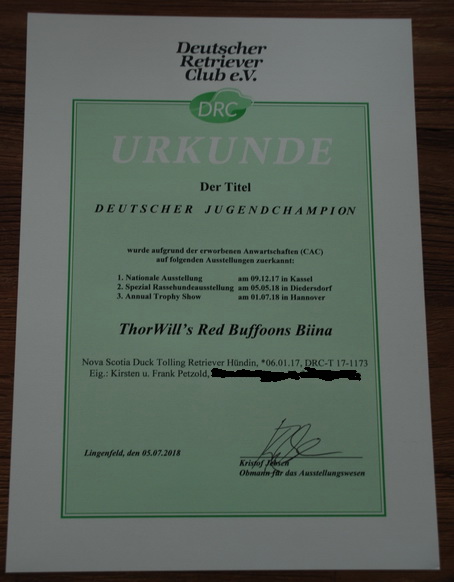 Deutscher
Retriever
Club e.V.
DRC
URKUNDE
Der Titel
DEUTSCHER JUGENDCHAMPION
wurde aufgrund der erworbenen Anwartschaften (CAC)
auf folgenden Ausstellungen zuerkannt:
1. Nationale Ausstellung am 09.12.17 in Kassel
2. Spezial Rassehundeausstellung am 05.05.18 in Diedersdorf
3. Annual Trophy Show am 01.07.18 in Hannover
ThorWill's Red Buffoons Biina
Nova Scotia Duck Tolling Retriever Hündin, *06.01.17, DRC-T 17-1173
Eig.: Kirsten u. Frank Petzold,
Lingenfeld, den 05.07.2018
Kristof Jensen
Obmann für das Ausstellungswesen